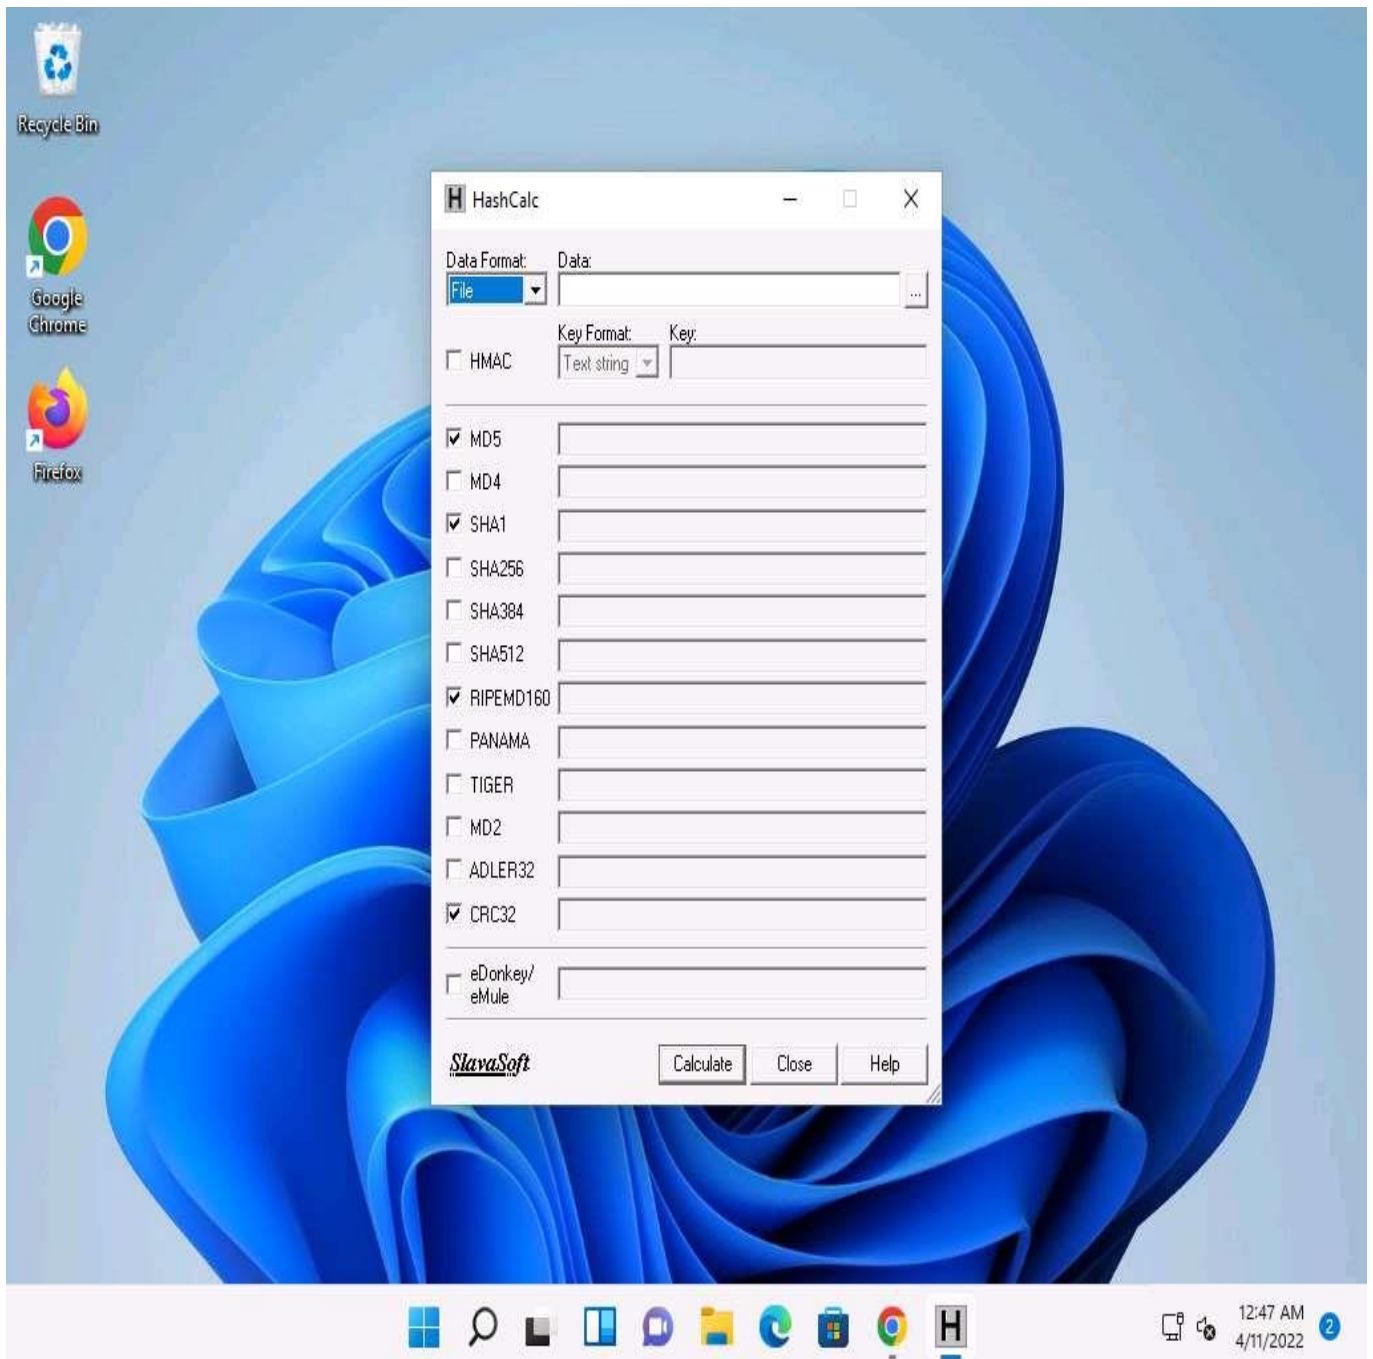 Recycle Bin
Google
Chrome
Firefox
H HashCalc
Data Format: Data:
File ...
Key Format: Key:
HMAC Text string
MD5
MD4
SHA1
SHA256
SHA384
SHA512
RIPEMD160
PANAMA
TIGER
MD2
ADLER32
CRC32
eDonkey/
eMule
SlavaSoft Calculate Close Help
H
12:47 AM
4/11/2022
2